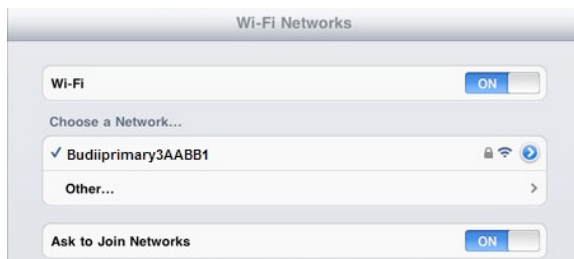 Wi-Fi Networks
Wi-Fi ON
Choose a Network...
Budiiprimary3AABB1
Other...
Ask to Join Networks ON